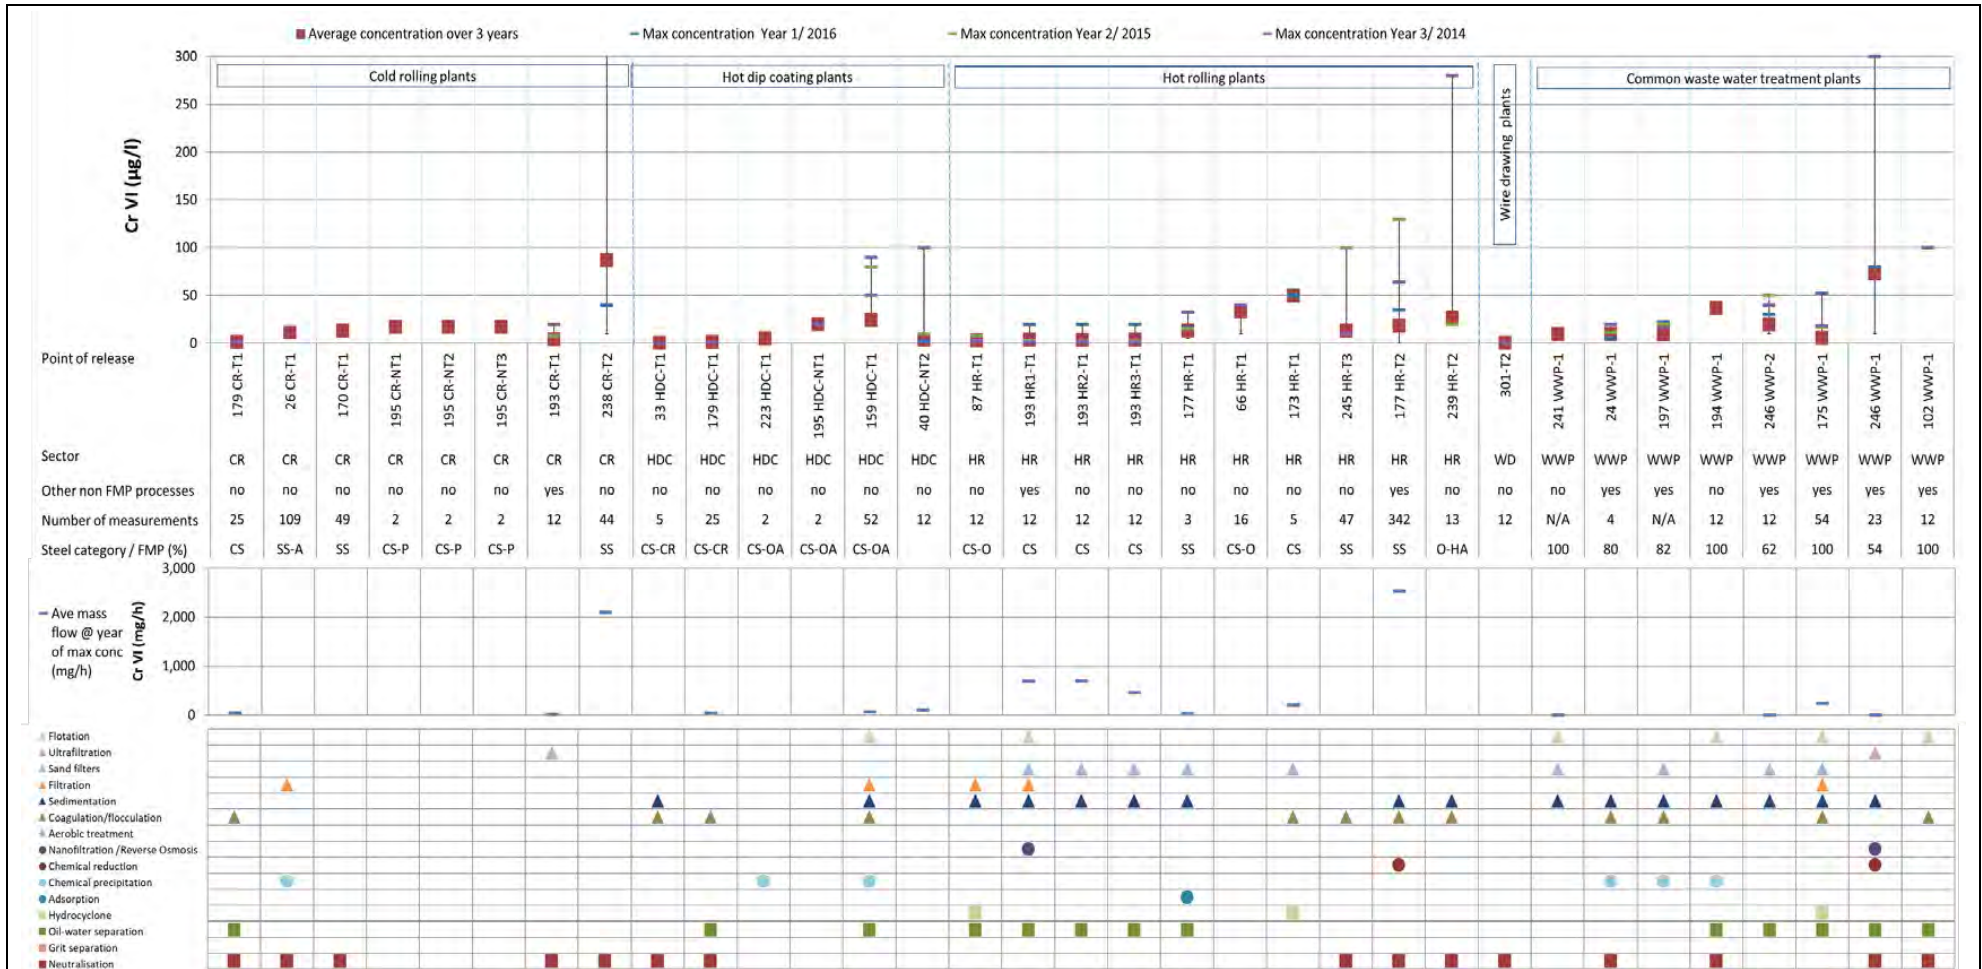 Average concentration over 3 years Max concentration Year 1/ 2016 Max concentration Year 2/ 2015 Max concentration Year 3/ 2014
300
Cold rolling plants Hot dip coating plants Hot rolling plants Wire drawing plants Common waste water treatment plants
250
200
150
100
50
0
Cr VI (µg/l)
Point of release 179 CR-T1 26 CR-T1 170 CR-T1 195 CR-NT1 195 CR-NT2 195 CR-NT3 193 CR-T1 238 CR-T2 33 HDC-T1 179 HDC-T1 223 HDC-T1 195 HDC-NT1 159 HDC-T1 40 HDC-NT2 87 HR-T1 193 HR1-T1 193 HR2-T1 193 HR3-T1 177 HR-T1 66 HR-T1 173 HR-T1 245 HR-T3 177 HR-T2 239 HR-T2 301-T2 241 WWP-1 24 WWP-1 197 WWP-1 194 WWP-1 246 WWP-2 175 WWP-1 246 WWP-1 102 WWP-1
Sector CR CR CR CR CR CR CR CR HDC HDC HDC HDC HDC HDC HR HR HR HR HR HR HR HR HR HR WD WWP WWP WWP WWP WWP WWP WWP WWP
Other non FMP processes no no no no no no yes no no no no no no no no yes no no no no no no yes no no no yes yes no yes yes yes yes
Number of measurements 25 109 49 2 2 2 12 44 5 25 2 2 52 12 12 12 12 12 3 16 5 47 342 13 12 N/A 4 N/A 12 12 54 23 12
Steel category / FMP (%) CS SS-A SS CS-P CS-P CS-P SS CS-CR CS-CR CS-OA CS-OA CS-OA CS-O CS CS CS SS CS-O CS SS SS O-HA 100 80 82 100 62 100 54 100
3,000
2,000
1,000
0
Cr VI (mg/h)
Ave mass
flow @ year
of max conc
(mg/h)
Flotation
Ultrafiltration
Sand filters
Filtration
Sedimentation
Coagulation/flocculation
Aerobic treatment
Nanofiltration /Reverse Osmosis
Chemical reduction
Chemical precipitation
Adsorption
Hydrocyclone
Oil-water separation
Grit separation
Neutralisation